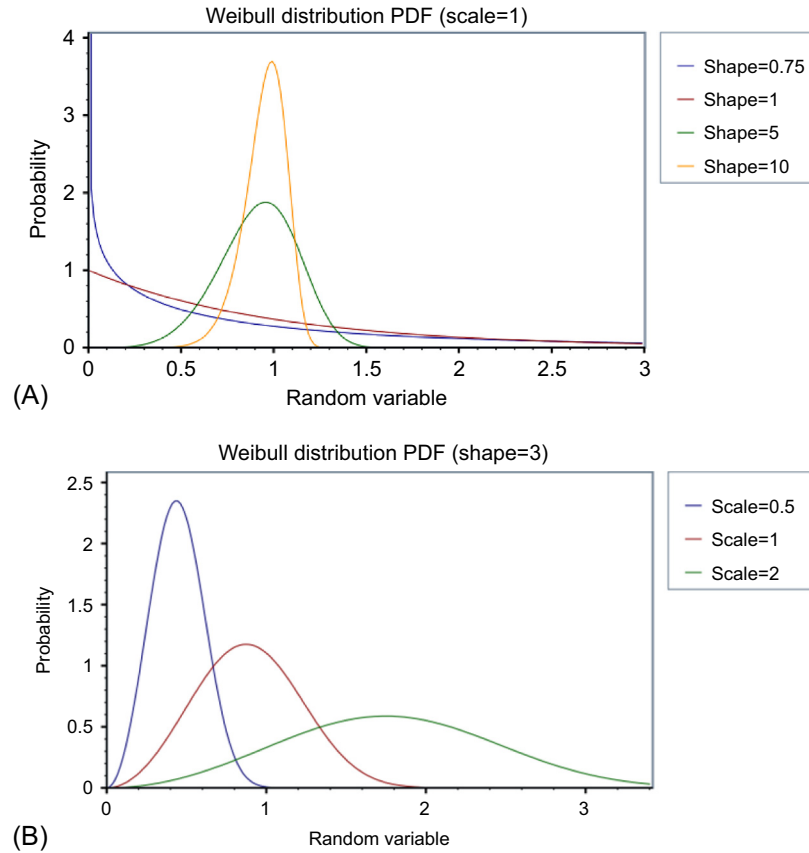 Weibull distribution PDF (scale=1)
4
3
2
1
0
Probability
0
0.5
1
1.5
2
2.5
3
Random variable
Shape=0.75
Shape=1
Shape=5
Shape=10
(A)
Weibull distribution PDF (shape=3)
2.5
2
1.5
1
0.5
0
Probability
0
1
2
3
Random variable
Scale=0.5
Scale=1
Scale=2
(B)